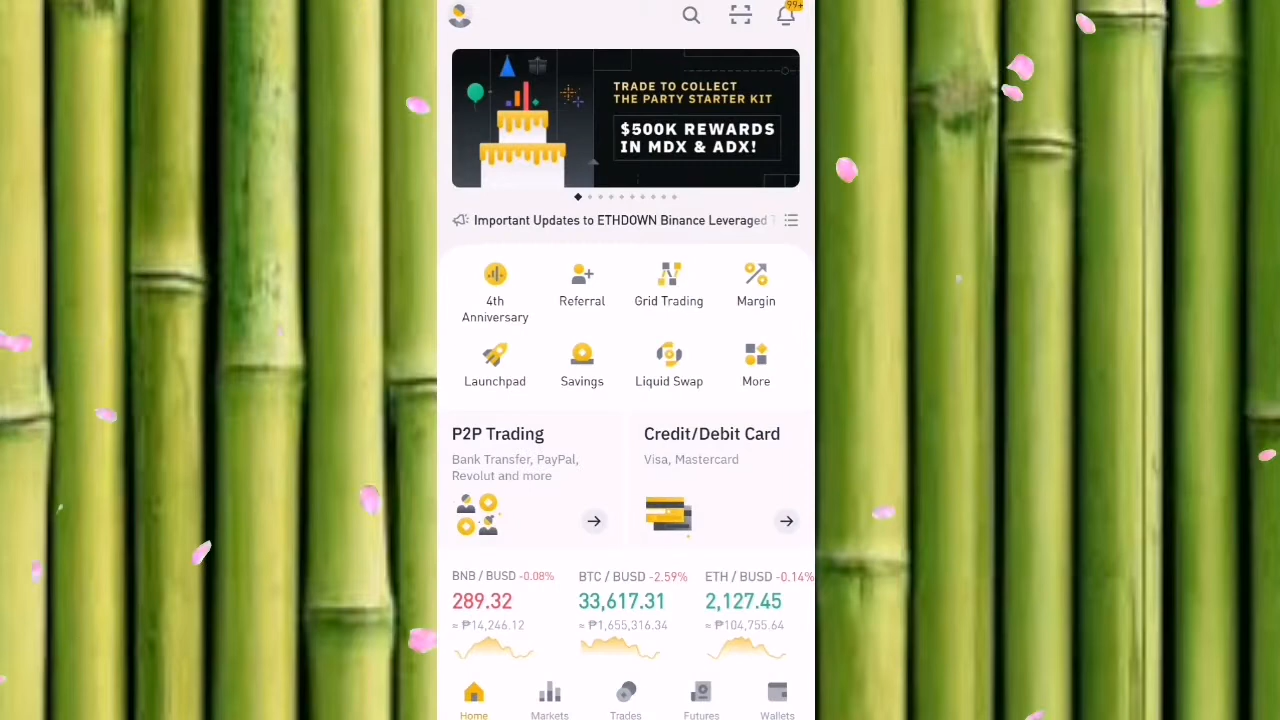 99+
TRADE TO COLLECT
THE PARTY STARTER KIT
$500K REWARDS
IN MDX & ADX!
Important Updates to ETHDOWN Binance Leveraged T
4th Anniversary
Referral
Grid Trading
Margin
Launchpad
Savings
Liquid Swap
More
P2P Trading
Bank Transfer, PayPal,
Revolut and more
Credit/Debit Card
Visa, Mastercard
BNB / BUSD -0.08%
289.32
≈ ₱14,246.12
BTC / BUSD -2.59%
33,617.31
≈ ₱1,655,316.34
ETH / BUSD -0.14%
2,127.45
≈ ₱104,755.64
Home
Markets
Trades
Futures
Wallets